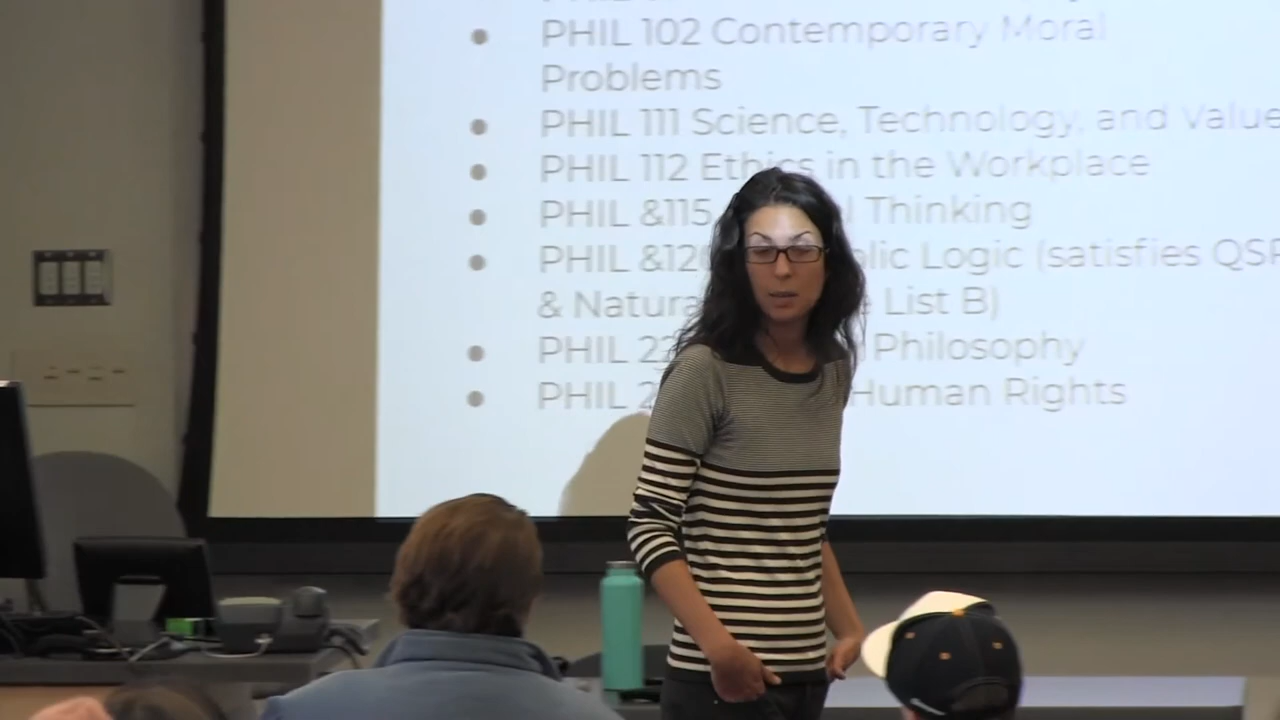 PHIL 102 Contemporary Moral
Problems
PHIL 111 Science, Technology, and Value
PHIL 112 Ethics in the Workplace
PHIL &115 l Thinking
PHIL &120 olic Logic (satisfies QSR
& Natura e List B)
PHIL 22 Philosophy
PHIL 2 Human Rights